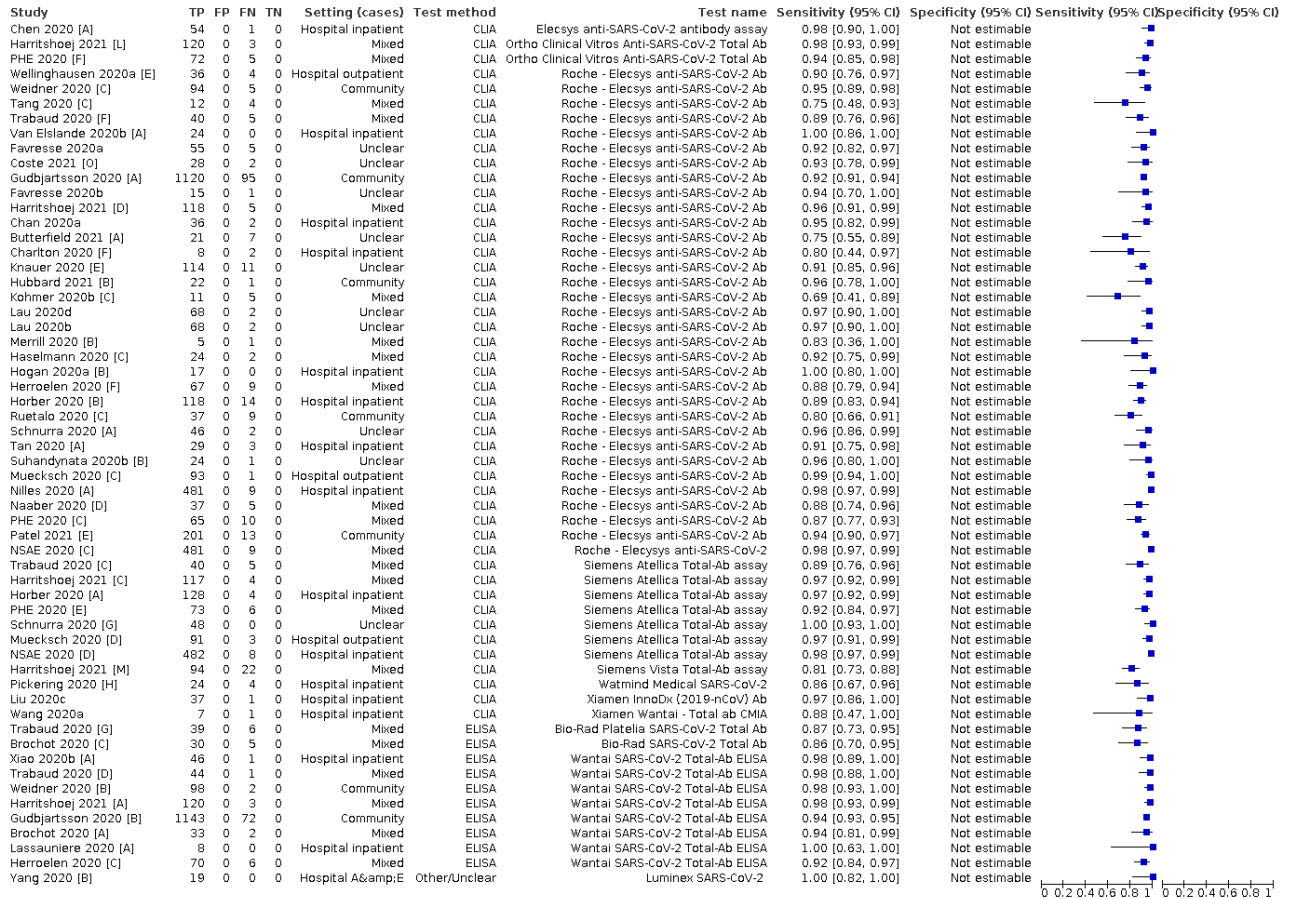 Study TP FP FN TN Setting (cases) Test method Test name Sensitivity (95% CI) Specificity (95% CI) Sensitivity (95% CI) Specificity (95% CI)
Chen 2020 [A] 54 0 1 0 Hospital inpatient CLIA Elecsys anti-SARS-CoV-2 antibody assay 0.98 [0.90, 1.00] Not estimable
Harritshoej 2021 [L] 120 0 3 0 Mixed CLIA Ortho Clinical Vitros Anti-SARS-CoV-2 Total Ab 0.98 [0.93, 0.99] Not estimable
PHE 2020 [F] 72 0 5 0 Mixed CLIA Ortho Clinical Vitros Anti-SARS-CoV-2 Total Ab 0.94 [0.85, 0.98] Not estimable
Wellinghausen 2020a [E] 36 0 4 0 Hospital outpatient CLIA Roche - Elecsys anti-SARS-CoV-2 Ab 0.90 [0.76, 0.97] Not estimable
Weidner 2020 [C] 94 0 5 0 Community CLIA Roche - Elecsys anti-SARS-CoV-2 Ab 0.95 [0.89, 0.98] Not estimable
Tang 2020 [C] 12 0 4 0 Mixed CLIA Roche - Elecsys anti-SARS-CoV-2 Ab 0.75 [0.48, 0.93] Not estimable
Trabaud 2020 [F] 40 0 5 0 Mixed CLIA Roche - Elecsys anti-SARS-CoV-2 Ab 0.89 [0.76, 0.96] Not estimable
Van Elslande 2020b [A] 24 0 0 0 Hospital inpatient CLIA Roche - Elecsys anti-SARS-CoV-2 Ab 1.00 [0.86, 1.00] Not estimable
Favresse 2020a 55 0 5 0 Unclear CLIA Roche - Elecsys anti-SARS-CoV-2 Ab 0.92 [0.82, 0.97] Not estimable
Coste 2021 [O] 28 0 2 0 Unclear CLIA Roche - Elecsys anti-SARS-CoV-2 Ab 0.93 [0.78, 0.99] Not estimable
Gudbjartsson 2020 [A] 1120 0 95 0 Community CLIA Roche - Elecsys anti-SARS-CoV-2 Ab 0.92 [0.91, 0.94] Not estimable
Favresse 2020b 15 0 1 0 Unclear CLIA Roche - Elecsys anti-SARS-CoV-2 Ab 0.94 [0.70, 1.00] Not estimable
Harritshoej 2021 [D] 118 0 5 0 Mixed CLIA Roche - Elecsys anti-SARS-CoV-2 Ab 0.96 [0.91, 0.99] Not estimable
Chan 2020a 36 0 2 0 Hospital inpatient CLIA Roche - Elecsys anti-SARS-CoV-2 Ab 0.95 [0.82, 0.99] Not estimable
Butterfield 2021 [A] 21 0 7 0 Unclear CLIA Roche - Elecsys anti-SARS-CoV-2 Ab 0.75 [0.55, 0.89] Not estimable
Charlton 2020 [F] 8 0 2 0 Hospital inpatient CLIA Roche - Elecsys anti-SARS-CoV-2 Ab 0.80 [0.44, 0.97] Not estimable
Knauer 2020 [E] 114 0 11 0 Unclear CLIA Roche - Elecsys anti-SARS-CoV-2 Ab 0.91 [0.85, 0.96] Not estimable
Hubbard 2021 [B] 22 0 1 0 Community CLIA Roche - Elecsys anti-SARS-CoV-2 Ab 0.96 [0.78, 1.00] Not estimable
Kohmer 2020b [C] 11 0 5 0 Mixed CLIA Roche - Elecsys anti-SARS-CoV-2 Ab 0.69 [0.41, 0.89] Not estimable
Lau 2020d 68 0 2 0 Unclear CLIA Roche - Elecsys anti-SARS-CoV-2 Ab 0.97 [0.90, 1.00] Not estimable
Lau 2020b 68 0 2 0 Unclear CLIA Roche - Elecsys anti-SARS-CoV-2 Ab 0.97 [0.90, 1.00] Not estimable
Merrill 2020 [B] 5 0 1 0 Mixed CLIA Roche - Elecsys anti-SARS-CoV-2 Ab 0.83 [0.36, 1.00] Not estimable
Haselmann 2020 [C] 24 0 2 0 Mixed CLIA Roche - Elecsys anti-SARS-CoV-2 Ab 0.92 [0.75, 0.99] Not estimable
Hogan 2020a [B] 17 0 0 0 Hospital inpatient CLIA Roche - Elecsys anti-SARS-CoV-2 Ab 1.00 [0.80, 1.00] Not estimable
Herroelen 2020 [F] 67 0 9 0 Mixed CLIA Roche - Elecsys anti-SARS-CoV-2 Ab 0.88 [0.79, 0.94] Not estimable
Horber 2020 [B] 118 0 14 0 Hospital inpatient CLIA Roche - Elecsys anti-SARS-CoV-2 Ab 0.89 [0.83, 0.94] Not estimable
Ruetalo 2020 [C] 37 0 9 0 Community CLIA Roche - Elecsys anti-SARS-CoV-2 Ab 0.80 [0.66, 0.91] Not estimable
Schnurra 2020 [A] 46 0 2 0 Unclear CLIA Roche - Elecsys anti-SARS-CoV-2 Ab 0.96 [0.86, 0.99] Not estimable
Tan 2020 [A] 29 0 3 0 Hospital inpatient CLIA Roche - Elecsys anti-SARS-CoV-2 Ab 0.91 [0.75, 0.98] Not estimable
Suhandynata 2020b [B] 24 0 1 0 Unclear CLIA Roche - Elecsys anti-SARS-CoV-2 Ab 0.96 [0.80, 1.00] Not estimable
Muecksch 2020 [C] 93 0 1 0 Hospital outpatient CLIA Roche - Elecsys anti-SARS-CoV-2 Ab 0.99 [0.94, 1.00] Not estimable
Nilles 2020 [A] 481 0 9 0 Hospital inpatient CLIA Roche - Elecsys anti-SARS-CoV-2 Ab 0.98 [0.97, 0.99] Not estimable
Naaber 2020 [D] 37 0 5 0 Mixed CLIA Roche - Elecsys anti-SARS-CoV-2 Ab 0.88 [0.74, 0.96] Not estimable
PHE 2020 [C] 65 0 10 0 Mixed CLIA Roche - Elecsys anti-SARS-CoV-2 Ab 0.87 [0.77, 0.93] Not estimable
Patel 2021 [E] 201 0 13 0 Community CLIA Roche - Elecsys anti-SARS-CoV-2 Ab 0.94 [0.90, 0.97] Not estimable
NSAE 2020 [C] 481 0 9 0 Mixed CLIA Roche - Elecysys anti-SARS-CoV-2 0.98 [0.97, 0.99] Not estimable
Trabaud 2020 [C] 40 0 5 0 Mixed CLIA Siemens Atellica Total-Ab assay 0.89 [0.76, 0.96] Not estimable
Harritshoej 2021 [C] 117 0 4 0 Mixed CLIA Siemens Atellica Total-Ab assay 0.97 [0.92, 0.99] Not estimable
Horber 2020 [A] 128 0 4 0 Hospital inpatient CLIA Siemens Atellica Total-Ab assay 0.97 [0.92, 0.99] Not estimable
PHE 2020 [E] 73 0 6 0 Mixed CLIA Siemens Atellica Total-Ab assay 0.92 [0.84, 0.97] Not estimable
Schnurra 2020 [G] 48 0 0 0 Unclear CLIA Siemens Atellica Total-Ab assay 1.00 [0.93, 1.00] Not estimable
Muecksch 2020 [D] 91 0 3 0 Hospital outpatient CLIA Siemens Atellica Total-Ab assay 0.97 [0.91, 0.99] Not estimable
NSAE 2020 [D] 482 0 8 0 Hospital inpatient CLIA Siemens Atellica Total-Ab assay 0.98 [0.97, 0.99] Not estimable
Harritshoej 2021 [M] 94 0 22 0 Mixed CLIA Siemens Vista Total-Ab assay 0.81 [0.73, 0.88] Not estimable
Pickering 2020 [H] 24 0 4 0 Hospital inpatient CLIA Watmind Medical SARS-CoV-2 0.86 [0.67, 0.96] Not estimable
Liu 2020c 37 0 1 0 Hospital inpatient CLIA Xiamen InnoDx (2019-nCoV) Ab 0.97 [0.86, 1.00] Not estimable
Wang 2020a 7 0 1 0 Hospital inpatient CLIA Xiamen Wantai - Total ab CMIA 0.88 [0.47, 1.00] Not estimable
Trabaud 2020 [G] 39 0 6 0 Mixed ELISA Bio-Rad Platelia SARS-CoV-2 Total Ab 0.87 [0.73, 0.95] Not estimable
Brochot 2020 [C] 30 0 5 0 Mixed ELISA Bio-Rad SARS-CoV-2 Total Ab 0.86 [0.70, 0.95] Not estimable
Xiao 2020b [A] 46 0 1 0 Hospital inpatient ELISA Wantai SARS-CoV-2 Total-Ab ELISA 0.98 [0.89, 1.00] Not estimable
Trabaud 2020 [D] 44 0 1 0 Mixed ELISA Wantai SARS-CoV-2 Total-Ab ELISA 0.98 [0.88, 1.00] Not estimable
Weidner 2020 [B] 98 0 2 0 Community ELISA Wantai SARS-CoV-2 Total-Ab ELISA 0.98 [0.93, 1.00] Not estimable
Harritshoej 2021 [A] 120 0 3 0 Mixed ELISA Wantai SARS-CoV-2 Total-Ab ELISA 0.98 [0.93, 0.99] Not estimable
Gudbjartsson 2020 [B] 1143 0 72 0 Community ELISA Wantai SARS-CoV-2 Total-Ab ELISA 0.94 [0.93, 0.95] Not estimable
Brochot 2020 [A] 33 0 2 0 Mixed ELISA Wantai SARS-CoV-2 Total-Ab ELISA 0.94 [0.81, 0.99] Not estimable
Lassauniere 2020 [A] 8 0 0 0 Hospital inpatient ELISA Wantai SARS-CoV-2 Total-Ab ELISA 1.00 [0.63, 1.00] Not estimable
Herroelen 2020 [C] 70 0 6 0 Mixed ELISA Wantai SARS-CoV-2 Total-Ab ELISA 0.92 [0.84, 0.97] Not estimable
Yang 2020 [B] 19 0 0 0 Hospital A&amp;E Other/Unclear Luminex SARS-CoV-2 1.00 [0.82, 1.00] Not estimable
0 0.2 0.4 0.6 0.8 1 0 0.2 0.4 0.6 0.8 1